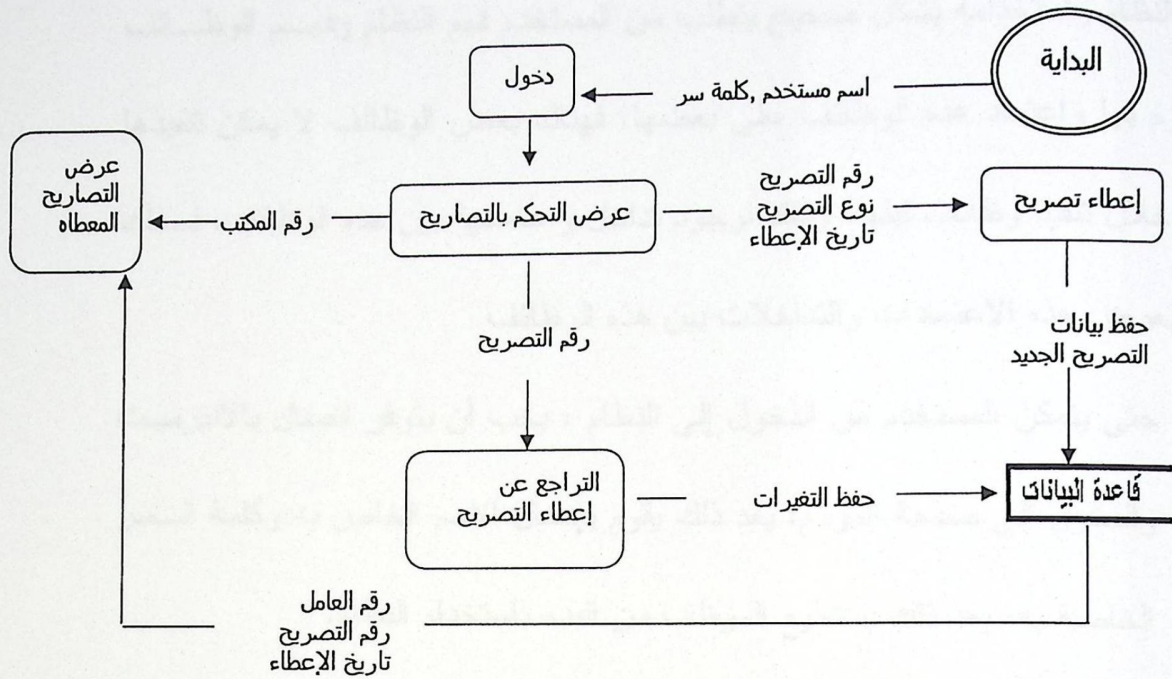 البداية
اسم مستخدم ,كلمة سر
دخول
عرض
التصاريح
المعطاه
رقم المكتب
عرض التحكم بالتصاريح
رقم التصريح
نوع التصريح
تاريخ الإعطاء
إعطاء تصريح
رقم التصريح
حفظ بيانات
التصريح الجديد
التراجع عن
إعطاء التصريح
حفظ التغيرات
قاعدة البيانات
رقم العامل
رقم التصريح
تاريخ الإعطاء